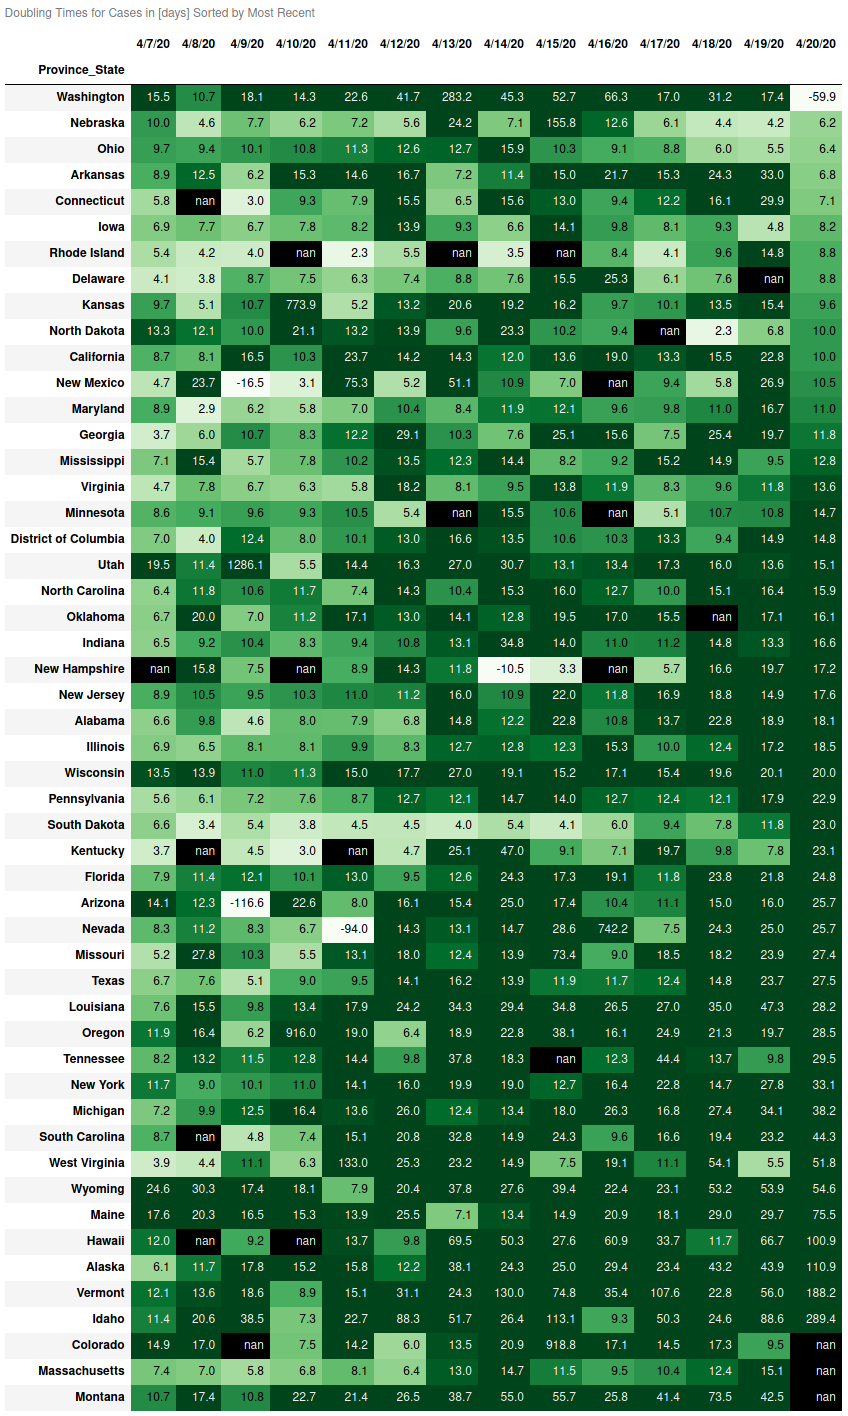 Doubling Times for Cases in [days] Sorted by Most Recent
4/7/20 4/8/20 4/9/20 4/10/20 4/11/20 4/12/20 4/13/20 4/14/20 4/15/20 4/16/20 4/17/20 4/18/20 4/19/20 4/20/20
Province_State
Washington 15.5 10.7 18.1 14.3 22.6 41.7 283.2 45.3 52.7 66.3 17.0 31.2 17.4 -59.9
Nebraska 10.0 4.6 7.7 6.2 7.2 5.6 24.2 7.1 155.8 12.6 6.1 4.4 4.2 6.2
Ohio 9.7 9.4 10.1 10.8 11.3 12.6 12.7 15.9 10.3 9.1 8.8 6.0 5.5 6.4
Arkansas 8.9 12.5 6.2 15.3 14.6 16.7 7.2 11.4 15.0 21.7 15.3 24.3 33.0 6.8
Connecticut 5.8 nan 3.0 9.3 7.9 15.5 6.5 15.6 13.0 9.4 12.2 16.1 29.9 7.1
Iowa 6.9 7.7 6.7 7.8 8.2 13.9 9.3 6.6 14.1 9.8 8.1 9.3 4.8 8.2
Rhode Island 5.4 4.2 4.0 nan 2.3 5.5 nan 3.5 nan 8.4 4.1 9.6 14.8 8.8
Delaware 4.1 3.8 8.7 7.5 6.3 7.4 8.8 7.6 15.5 25.3 6.1 7.6 nan 8.8
Kansas 9.7 5.1 10.7 773.9 5.2 13.2 20.6 19.2 16.2 9.7 10.1 13.5 15.4 9.6
North Dakota 13.3 12.1 10.0 21.1 13.2 13.9 9.6 23.3 10.2 9.4 nan 2.3 6.8 10.0
California 8.7 8.1 16.5 10.3 23.7 14.2 14.3 12.0 13.6 19.0 13.3 15.5 22.8 10.0
New Mexico 4.7 23.7 -16.5 3.1 75.3 5.2 51.1 10.9 7.0 nan 9.4 5.8 26.9 10.5
Maryland 8.9 2.9 6.2 5.8 7.0 10.4 8.4 11.9 12.1 9.6 9.8 11.0 16.7 11.0
Georgia 3.7 6.0 10.7 8.3 12.2 29.1 10.3 7.6 25.1 15.6 7.5 25.4 19.7 11.8
Mississippi 7.1 15.4 5.7 7.8 10.2 13.5 12.3 14.4 8.2 9.2 15.2 14.9 9.5 12.8
Virginia 4.7 7.8 6.7 6.3 5.8 18.2 8.1 9.5 13.8 11.9 8.3 9.6 11.8 13.6
Minnesota 8.6 9.1 9.6 9.3 10.5 5.4 nan 15.5 10.6 nan 5.1 10.7 10.8 14.7
District of Columbia 7.0 4.0 12.4 8.0 10.1 13.0 16.6 13.5 10.6 10.3 13.3 9.4 14.9 14.8
Utah 19.5 11.4 1286.1 5.5 14.4 16.3 27.0 30.7 13.1 13.4 17.3 16.0 13.6 15.1
North Carolina 6.4 11.8 10.6 11.7 7.4 14.3 10.4 15.3 16.0 12.7 10.0 15.1 16.4 15.9
Oklahoma 6.7 20.0 7.0 11.2 17.1 13.0 14.1 12.8 19.5 17.0 15.5 nan 17.1 16.1
Indiana 6.5 9.2 10.4 8.3 9.4 10.8 13.1 34.8 14.0 11.0 11.2 14.8 13.3 16.6
New Hampshire nan 15.8 7.5 nan 8.9 14.3 11.8 -10.5 3.3 nan 5.7 16.6 19.7 17.2
New Jersey 8.9 10.5 9.5 10.3 11.0 11.2 16.0 10.9 22.0 11.8 16.9 18.8 14.9 17.6
Alabama 6.6 9.8 4.6 8.0 7.9 6.8 14.8 12.2 22.8 10.8 13.7 22.8 18.9 18.1
Illinois 6.9 6.5 8.1 8.1 9.9 8.3 12.7 12.8 12.3 15.3 10.0 12.4 17.2 18.5
Wisconsin 13.5 13.9 11.0 11.3 15.0 17.7 27.0 19.1 15.2 17.1 15.4 19.6 20.1 20.0
Pennsylvania 5.6 6.1 7.2 7.6 8.7 12.7 12.1 14.7 14.0 12.7 12.4 12.1 17.9 22.9
South Dakota 6.6 3.4 5.4 3.8 4.5 4.5 4.0 5.4 4.1 6.0 9.4 7.8 11.8 23.0
Kentucky 3.7 nan 4.5 3.0 nan 4.7 25.1 47.0 9.1 7.1 19.7 9.8 7.8 23.1
Florida 7.9 11.4 12.1 10.1 13.0 9.5 12.6 24.3 17.3 19.1 11.8 23.8 21.8 24.8
Arizona 14.1 12.3 -116.6 22.6 8.0 16.1 15.4 25.0 17.4 10.4 11.1 15.0 16.0 25.7
Nevada 8.3 11.2 8.3 6.7 -94.0 14.3 13.1 14.7 28.6 742.2 7.5 24.3 25.0 25.7
Missouri 5.2 27.8 10.3 5.5 13.1 18.0 12.4 13.9 73.4 9.0 18.5 18.2 23.9 27.4
Texas 6.7 7.6 5.1 9.0 9.5 14.1 16.2 13.9 11.9 11.7 12.4 14.8 23.7 27.5
Louisiana 7.6 15.5 9.8 13.4 17.9 24.2 34.3 29.4 34.8 26.5 27.0 35.0 47.3 28.2
Oregon 11.9 16.4 6.2 916.0 19.0 6.4 18.9 22.8 38.1 16.1 24.9 21.3 19.7 28.5
Tennessee 8.2 13.2 11.5 12.8 14.4 9.8 37.8 18.3 nan 12.3 44.4 13.7 9.8 29.5
New York 11.7 9.0 10.1 11.0 14.1 16.0 19.9 19.0 12.7 16.4 22.8 14.7 27.8 33.1
Michigan 7.2 9.9 12.5 16.4 13.6 26.0 12.4 13.4 18.0 26.3 16.8 27.4 34.1 38.2
South Carolina 8.7 nan 4.8 7.4 15.1 20.8 32.8 14.9 24.3 9.6 16.6 19.4 23.2 44.3
West Virginia 3.9 4.4 11.1 6.3 133.0 25.3 23.2 14.9 7.5 19.1 11.1 54.1 5.5 51.8
Wyoming 24.6 30.3 17.4 18.1 7.9 20.4 37.8 27.6 39.4 22.4 23.1 53.2 53.9 54.6
Maine 17.6 20.3 16.5 15.3 13.9 25.5 7.1 13.4 14.9 20.9 18.1 29.0 29.7 75.5
Hawaii 12.0 nan 9.2 nan 13.7 9.8 69.5 50.3 27.6 60.9 33.7 11.7 66.7 100.9
Alaska 6.1 11.7 17.8 15.2 15.8 12.2 38.1 24.3 25.0 29.4 23.4 43.2 43.9 110.9
Vermont 12.1 13.6 18.6 8.9 15.1 31.1 24.3 130.0 74.8 35.4 107.6 22.8 56.0 188.2
Idaho 11.4 20.6 38.5 7.3 22.7 88.3 51.7 26.4 113.1 9.3 50.3 24.6 88.6 289.4
Colorado 14.9 17.0 nan 7.5 14.2 6.0 13.5 20.9 918.8 17.1 14.5 17.3 9.5 nan
Massachusetts 7.4 7.0 5.8 6.8 8.1 6.4 13.0 14.7 11.5 9.5 10.4 12.4 15.1 nan
Montana 10.7 17.4 10.8 22.7 21.4 26.5 38.7 55.0 55.7 25.8 41.4 73.5 42.5 nan